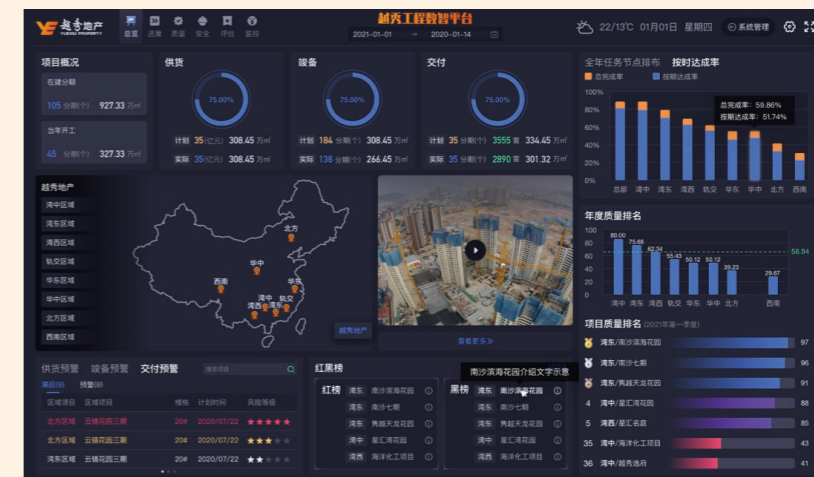 越秀地产
YUEXIU PROPERTY
总览 进度 质量 安全 评估 监控
越秀工程数智平台
2021-01-01 → 2020-01-14
22/13℃ 01月01日 星期四 系统管理
项目概况
在建分期
105 分期(个) 927.33 万㎡
当年开工
45 分期(个) 327.33 万㎡
供货
75.00%
计划 35(亿元) 308.45 万㎡
实际 35(亿元) 308.45 万㎡
竣备
75.00%
计划 184 分期(个) 308.45 万㎡
实际 138 分期(个) 266.45 万㎡
交付
75.00%
计划 35 分期(个) 3555 套 334.45 万㎡
实际 35 分期(个) 2890 套 301.32 万㎡
全年任务节点排布 按时达成率
总完成率 按期达成率
100%
80%
60%
40%
20%
0%
总完成率：59.86%
按期达成率：51.74%
总部 湾中 湾东 湾西 轨交 华东 华中 北方 西南
越秀地产
湾中区域
湾东区域
湾西区域
轨交区域
华东区域
华中区域
北方区域
西南区域
北方
华中
西南
华东
湾中
轨交
湾西
湾东
越秀地产
查看更多
年度质量排名
100
80
60
40
20
0
80.00 75.68 62.34 55.43 50.12 50.12 39.23 29.67
58.94
湾中 湾东 湾西 轨交 华东 华中 北方 西南
项目质量排名 (2021年第一季度)
湾东/南沙滨海花园 97
湾东/南沙七期 96
湾东/隽越天龙花园 91
4 湾中/星汇湾花园 88
5 湾西/星汇名庭 85
35 湾中/海洋化工项目 43
36 湾中/越秀逸府 41
供货预警 竣备预警 交付预警 搜索项目
滞后(9) 预警(9)
区域项目 区域项目 楼栋 计划时间 风险等级
北方区域 云镇花园三期 20# 2020/07/22 ★★★★★
北方区域 云镇花园三期 20# 2020/07/22 ★★★★★
湾东区域 云镇花园三期 20# 2020/07/22 ★★★★★
红黑榜
南沙滨海花园介绍文字示意
红榜 湾东 南沙滨海花园
湾东 南沙七期
湾东 隽越天龙花园
湾中 星汇湾花园
湾西 海洋化工项目
黑榜 湾东 南沙滨海花园
湾东 南沙七期
湾东 隽越天龙花园
湾中 星汇湾花园
湾西 海洋化工项目